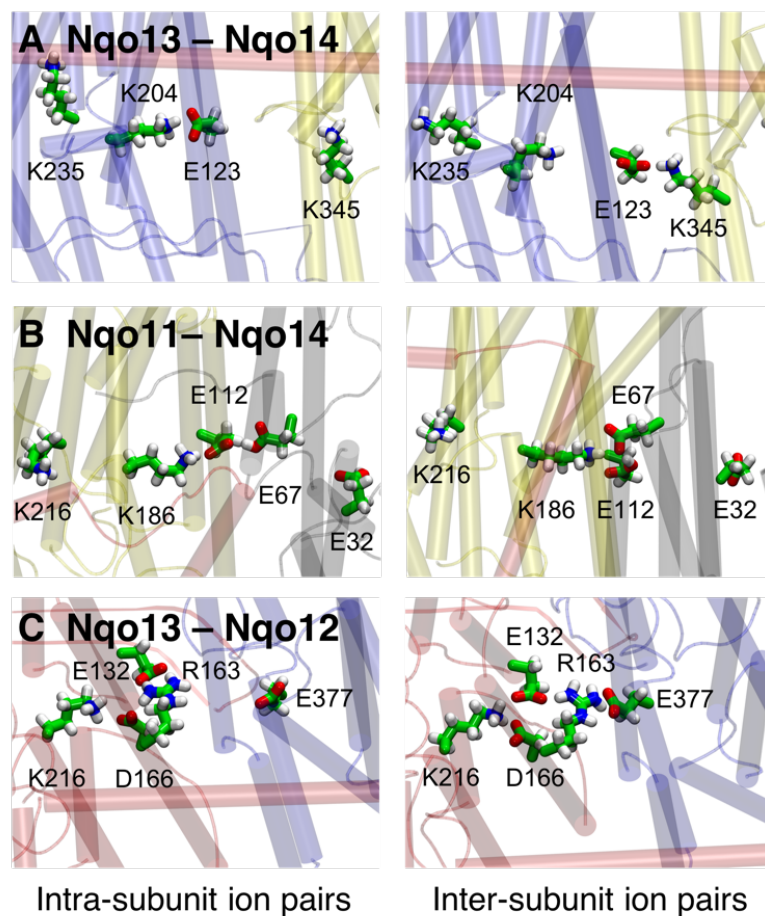 A Nqo13 – Nqo14
K204
K235
E123
K345
K204
K235
E123
K345
B Nqo11– Nqo14
E112
K216
K186
E67
E32
E67
K216
K186
E112
E32
C Nqo13 – Nqo12
E132
R163
E377
K216
D166
E132
R163
E377
K216
D166
Intra-subunit ion pairs
Inter-subunit ion pairs